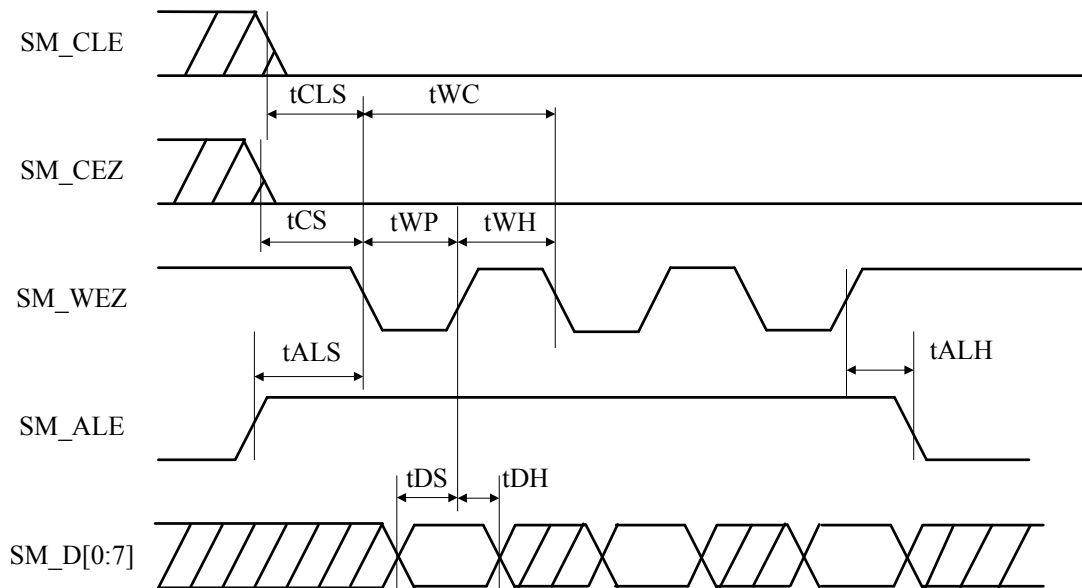 SM_CLE
tCLS tWC
SM_CEZ
tCS tWP tWH
SM_WEZ
tALS tALH
SM_ALE
tDS tDH
SM_D[0:7]